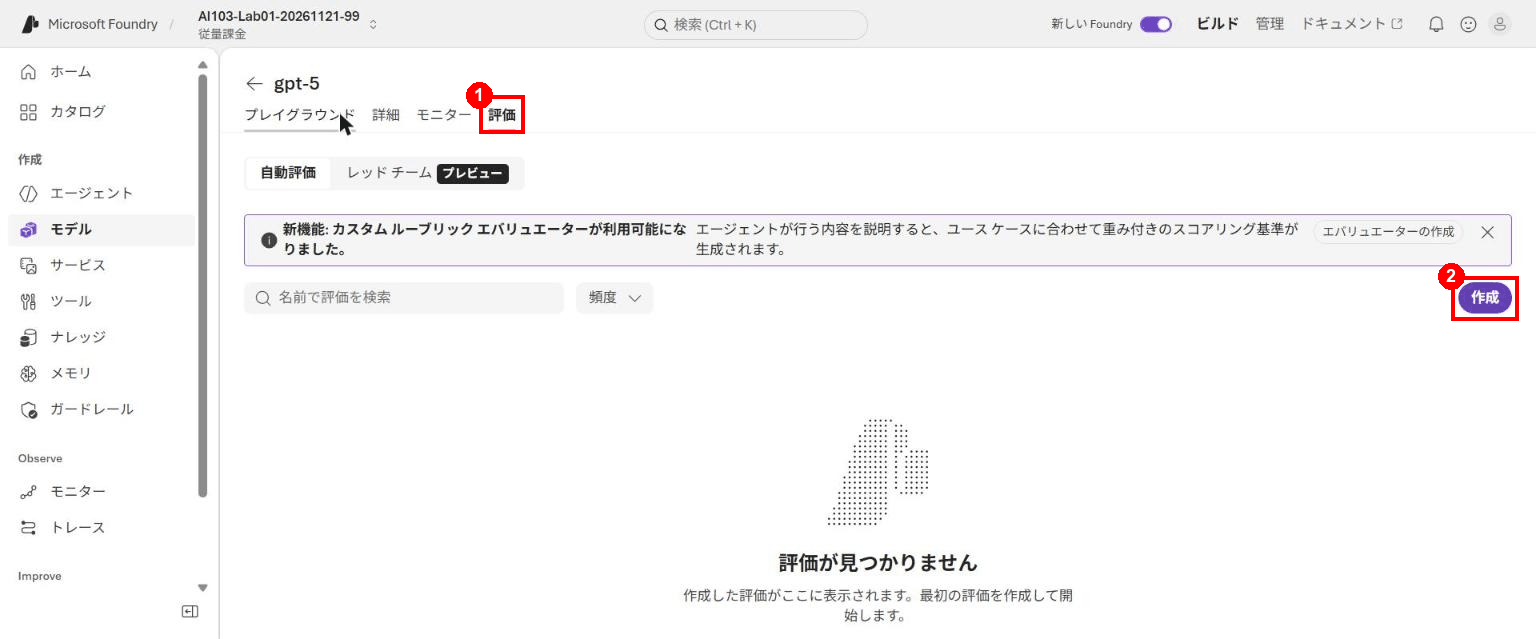 Microsoft Foundry / AI103-Lab01-20261121-99
従量課金
検索 (Ctrl + K)
新しい Foundry ビルド 管理 ドキュメント
ホーム
カタログ
作成
エージェント
モデル
サービス
ツール
ナレッジ
メモリ
ガードレール
Observe
モニター
トレース
Improve
gpt-5
1
プレイグラウンド 詳細 モニター 評価
自動評価 レッド チーム プレビュー
新機能: カスタム ルーブリック エバリュエーターが利用可能にな
りました。
エージェントが行う内容を説明すると、ユース ケースに合わせて重み付きのスコアリング基準が
生成されます。
エバリュエーターの作成
名前で評価を検索 頻度
2
作成
評価が見つかりません
作成した評価がここに表示されます。最初の評価を作成して開
始します。